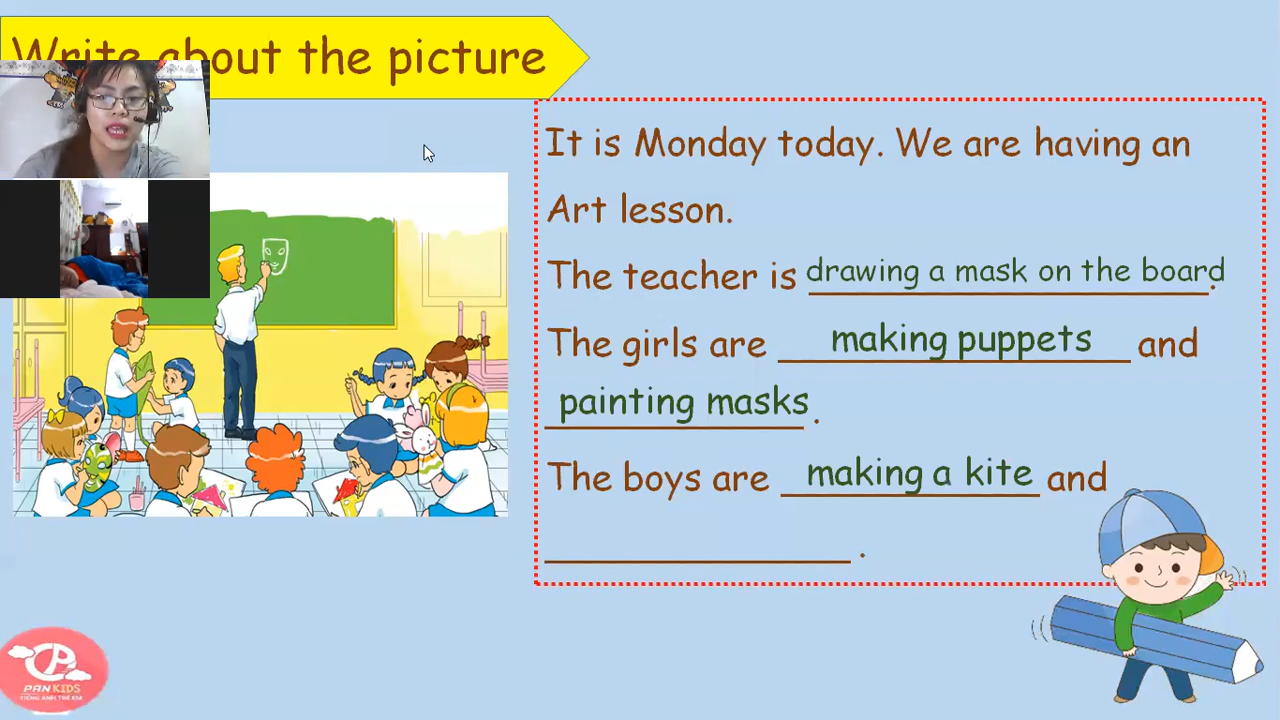 Write about the picture
It is Monday today. We are having an
Art lesson.
The teacher is drawing a mask on the board.
The girls are making puppets and
painting masks.
The boys are making a kite and
.
PAN KIDS
TIẾNG ANH TRẺ EM